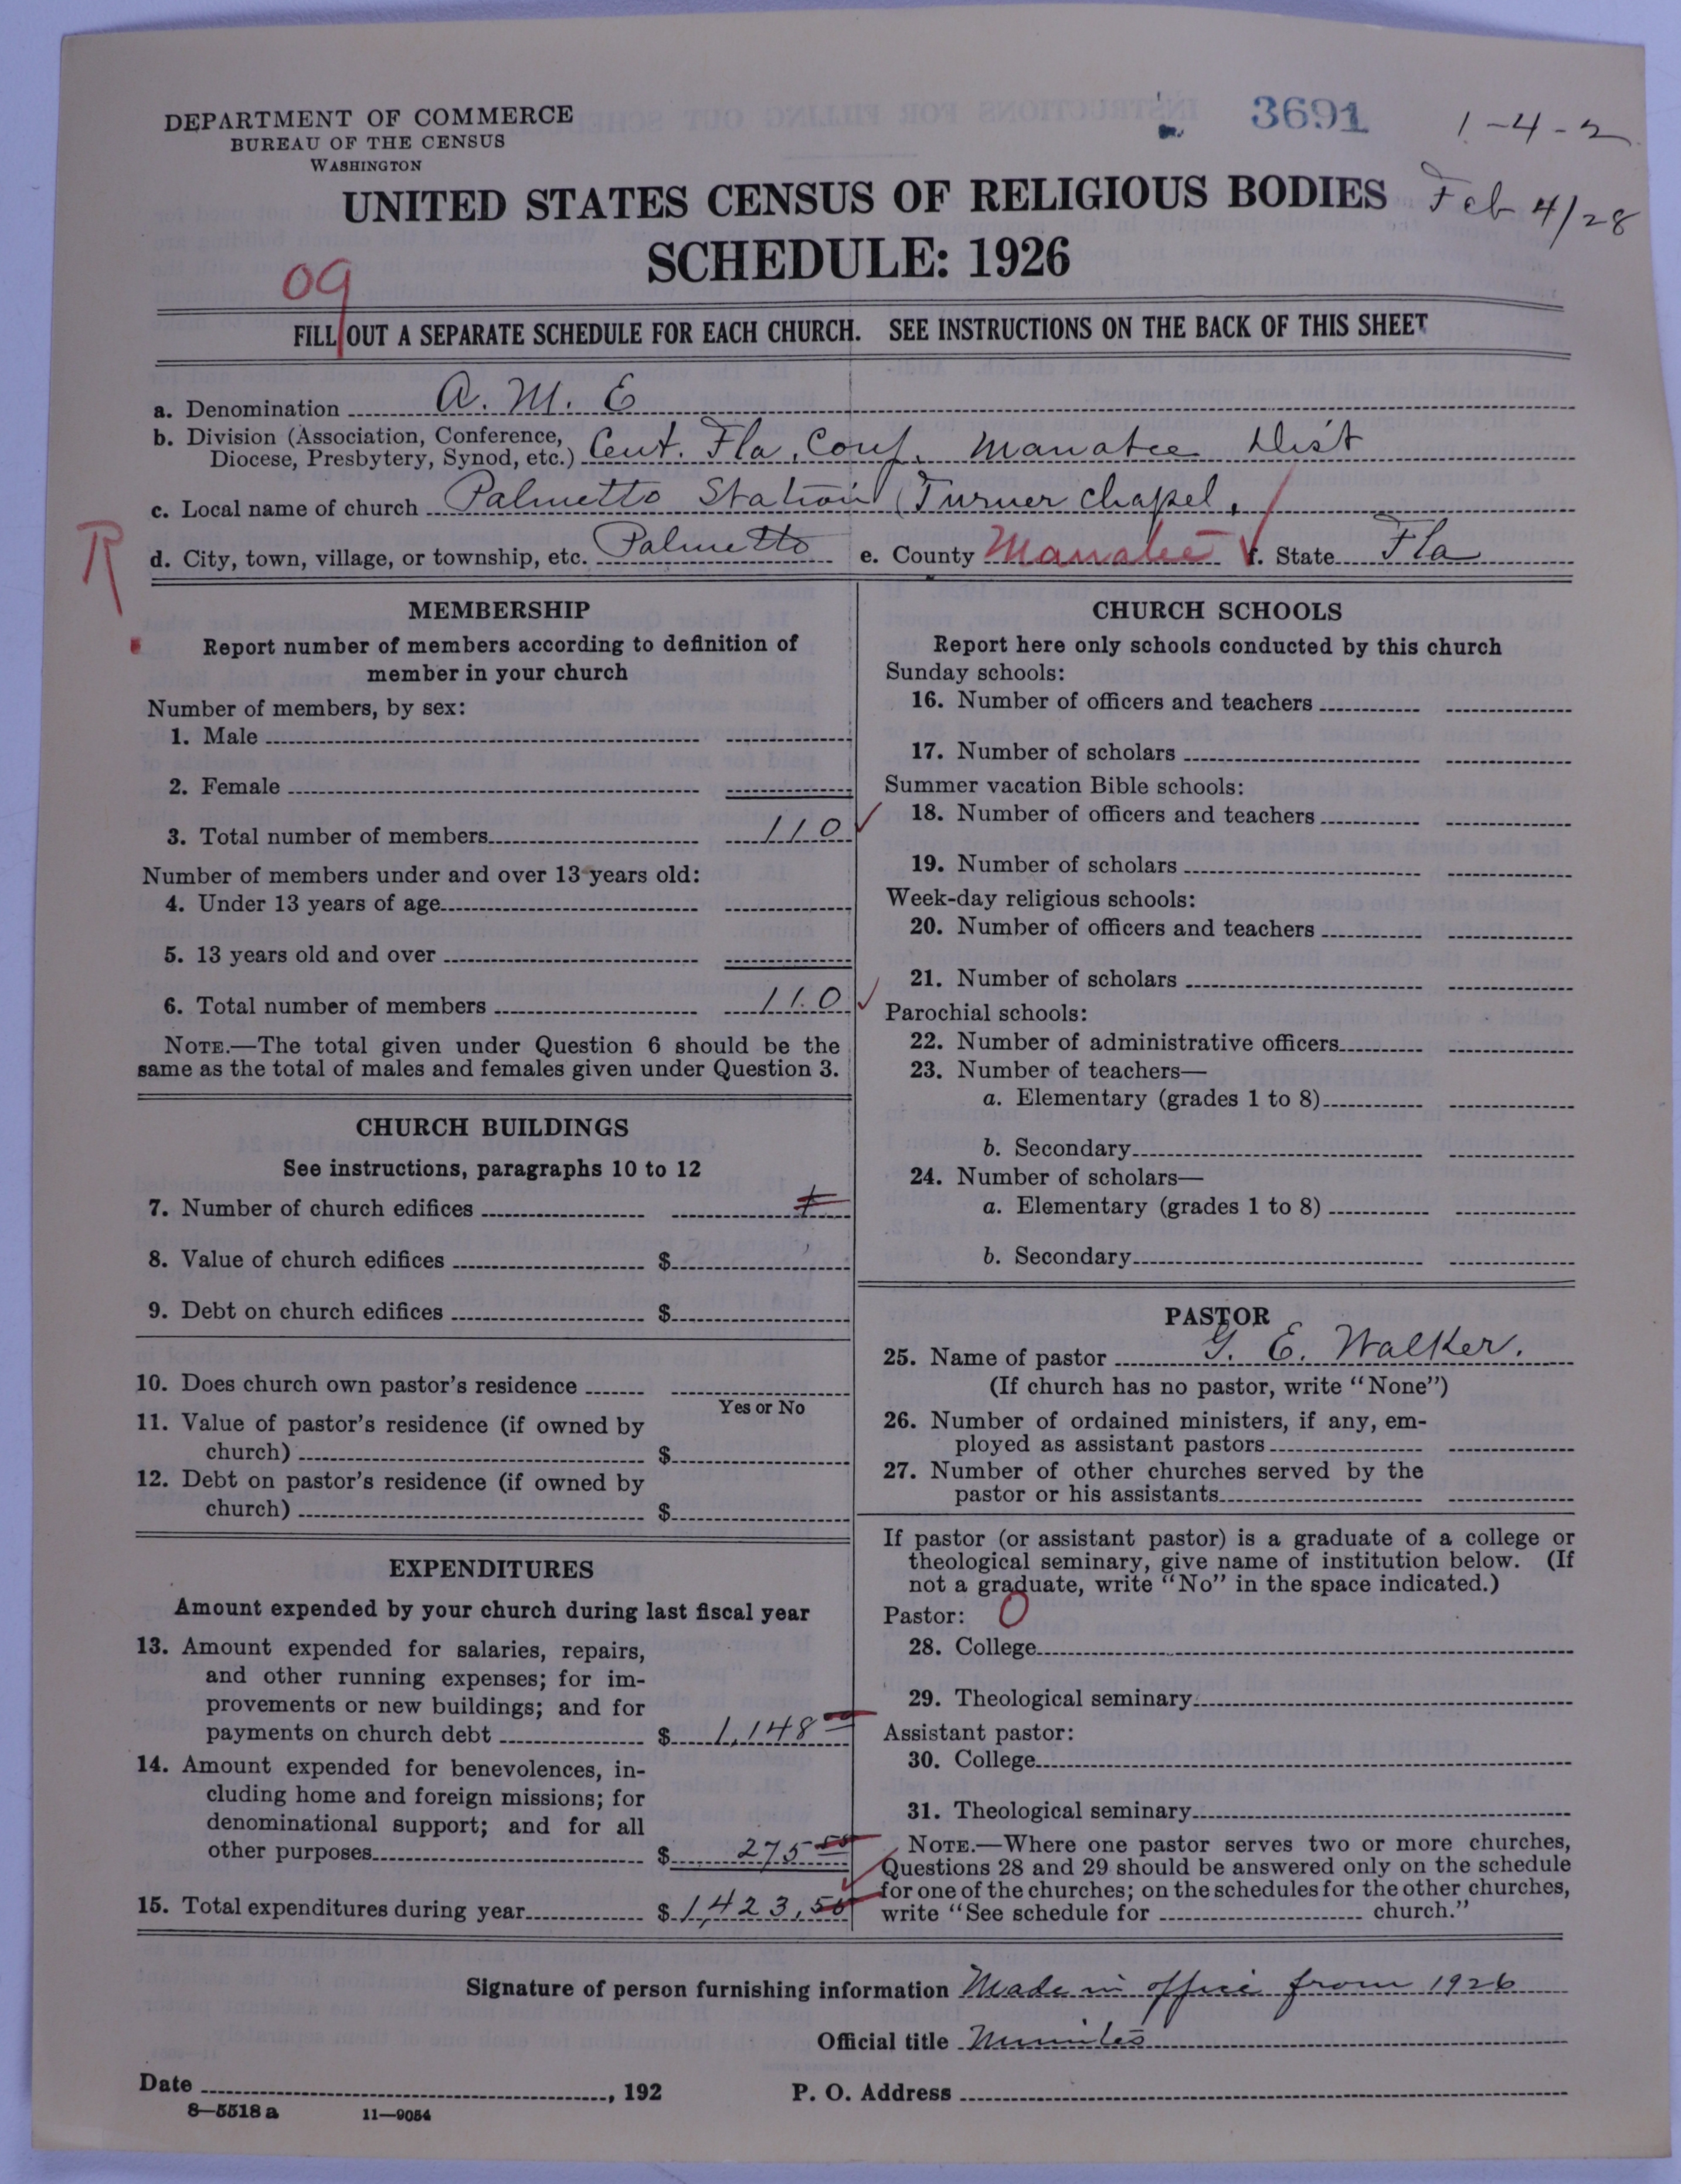 DEPARTMENT OF COMMERCE
BUREAU OF THE CENSUS
WASHINGTON
3691
1-4-2
UNITED STATES CENSUS OF RELIGIOUS BODIES
Feb 4/28
SCHEDULE: 1926
09
FILL OUT A SEPARATE SCHEDULE FOR EACH CHURCH. SEE INSTRUCTIONS ON THE BACK OF THIS SHEET
a. Denomination A. M. E
b. Division (Association, Conference, Diocese, Presbytery, Synod, etc.) Cent. Fla, Conf. Manatee Dist
c. Local name of church Palmetto Station (Turner Chapel,
R
d. City, town, village, or township, etc. Palmetto e. County Manatee f. State Fla
MEMBERSHIP
Report number of members according to definition of
member in your church
Number of members, by sex:
1. Male
2. Female
3. Total number of members 110
Number of members under and over 13 years old:
4. Under 13 years of age
5. 13 years old and over
6. Total number of members 110
NOTE.—The total given under Question 6 should be the
same as the total of males and females given under Question 3.
CHURCH BUILDINGS
See instructions, paragraphs 10 to 12
7. Number of church edifices 1
8. Value of church edifices $
9. Debt on church edifices $
10. Does church own pastor's residence
Yes or No
11. Value of pastor's residence (if owned by
church) $
12. Debt on pastor's residence (if owned by
church) $
EXPENDITURES
Amount expended by your church during last fiscal year
13. Amount expended for salaries, repairs,
and other running expenses; for im-
provements or new buildings; and for
payments on church debt $ 1,148
14. Amount expended for benevolences, in-
cluding home and foreign missions; for
denominational support; and for all
other purposes $ 275 50
15. Total expenditures during year $ 1,423,50
CHURCH SCHOOLS
Report here only schools conducted by this church
Sunday schools:
16. Number of officers and teachers
17. Number of scholars
Summer vacation Bible schools:
18. Number of officers and teachers
19. Number of scholars
Week-day religious schools:
20. Number of officers and teachers
21. Number of scholars
Parochial schools:
22. Number of administrative officers
23. Number of teachers—
a. Elementary (grades 1 to 8)
b. Secondary
24. Number of scholars—
a. Elementary (grades 1 to 8)
b. Secondary
PASTOR
25. Name of pastor G. E. Walker.
(If church has no pastor, write "None")
26. Number of ordained ministers, if any, em-
ployed as assistant pastors
27. Number of other churches served by the
pastor or his assistants
If pastor (or assistant pastor) is a graduate of a college or
theological seminary, give name of institution below. (If
not a graduate, write "No" in the space indicated.)
Pastor: O
28. College
29. Theological seminary
Assistant pastor:
30. College
31. Theological seminary
NOTE.—Where one pastor serves two or more churches,
Questions 28 and 29 should be answered only on the schedule
for one of the churches; on the schedules for the other churches,
write "See schedule for church."
Signature of person furnishing information Made in office from 1926
Official title Minutes
Date , 192 P. O. Address
8—5518 a 11—9054